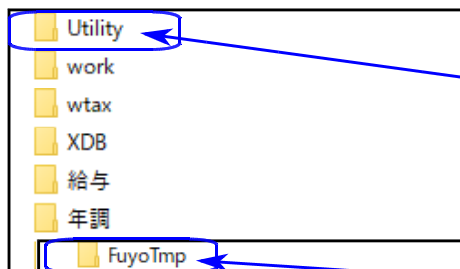 Utility
work
wtax
XDB
給与
年調
FuyoTmp